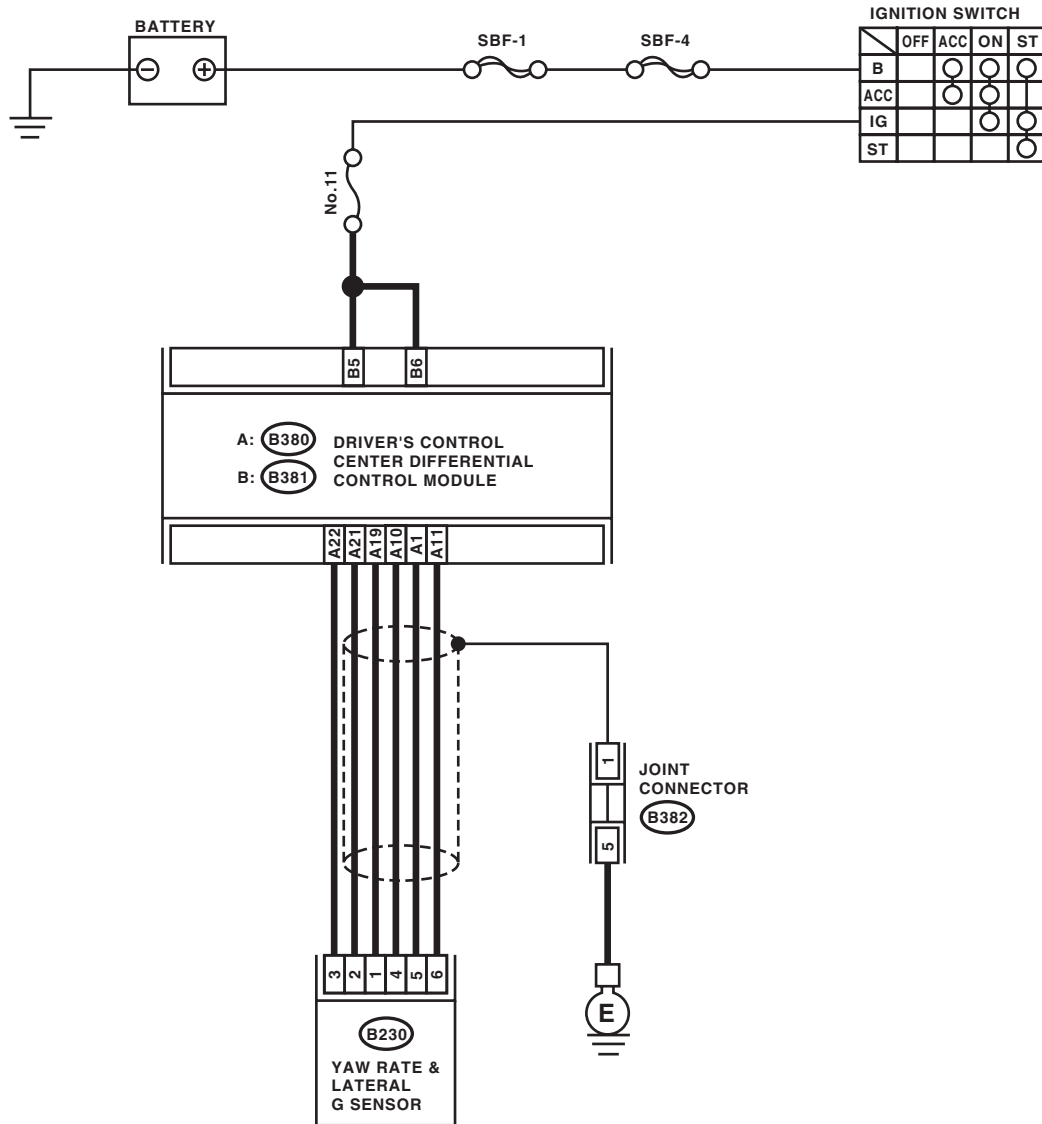 IGNITION SWITCH
BATTERY
SBF-1
SBF-4
OFF ACC ON ST
B
ACC
IG
ST
No.11
B5 B6
A: B380 DRIVER'S CONTROL
CENTER DIFFERENTIAL
B: B381 CONTROL MODULE
A22 A21 A19 A10 A1 A11
1
JOINT
CONNECTOR
B382
5
3 2 1 4 5 6
E
B230
YAW RATE &
LATERAL
G SENSOR